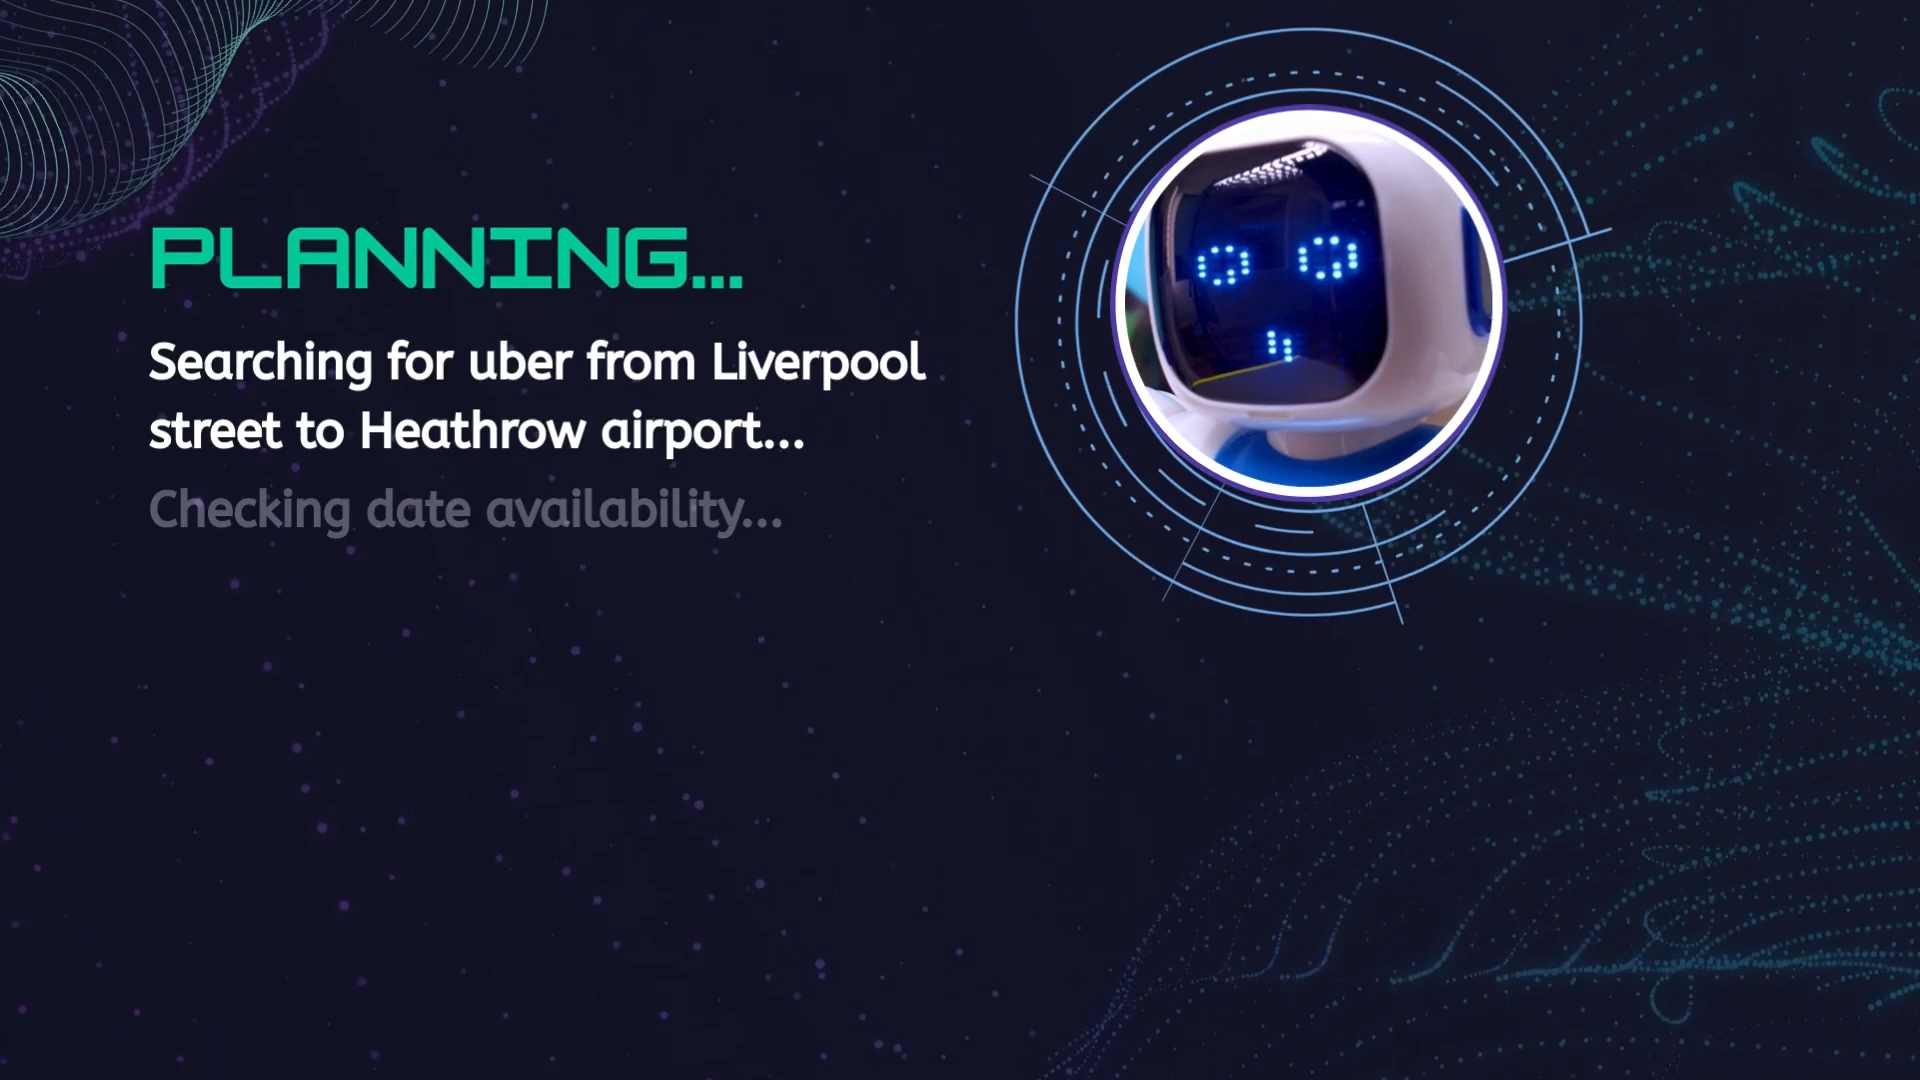 PLANNING...
Searching for uber from Liverpool
street to Heathrow airport...
Checking date availability...